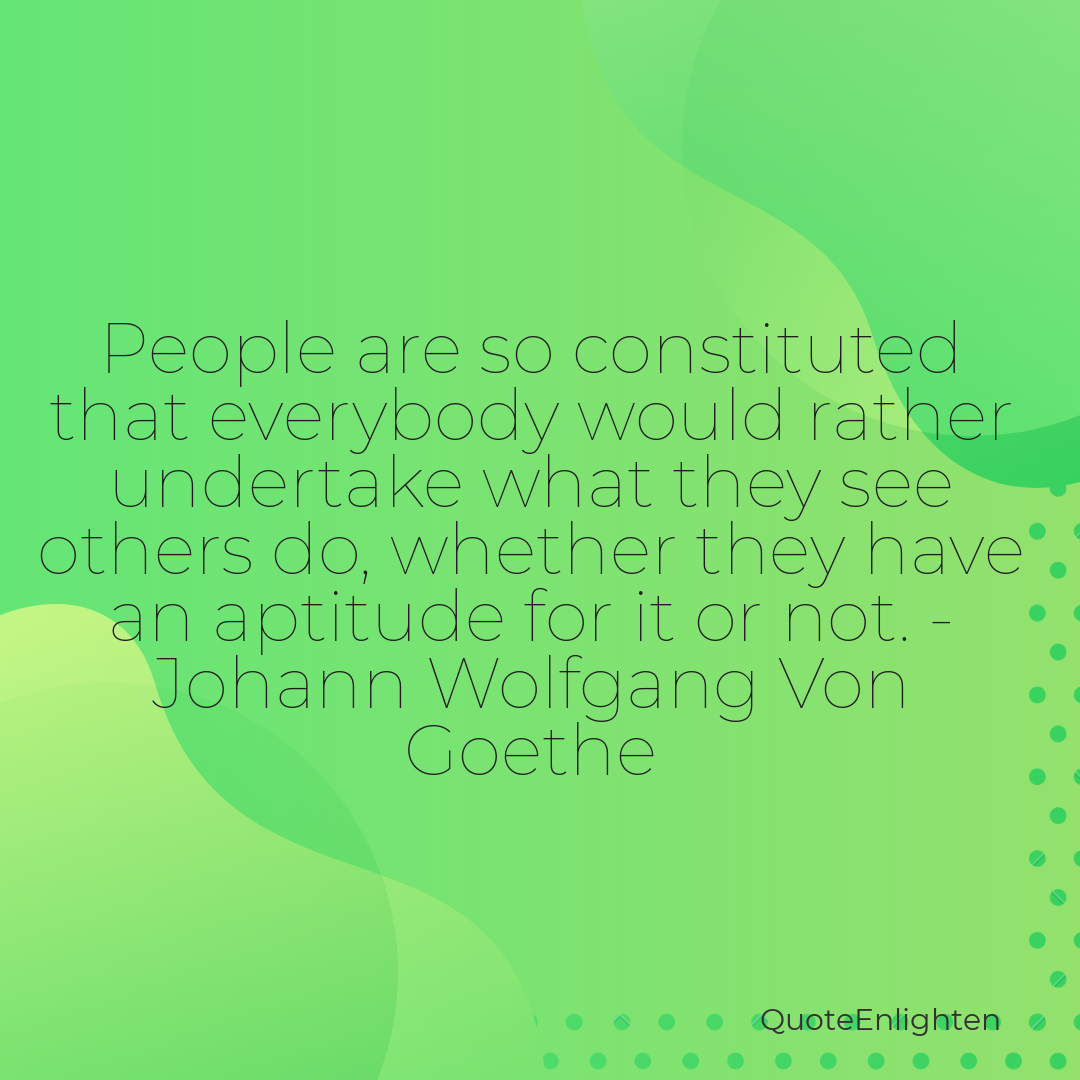 People are so constituted
that everybody would rather
undertake what they see
others do, whether they have
an aptitude for it or not. -
Johann Wolfgang Von
Goethe
QuoteEnlighten